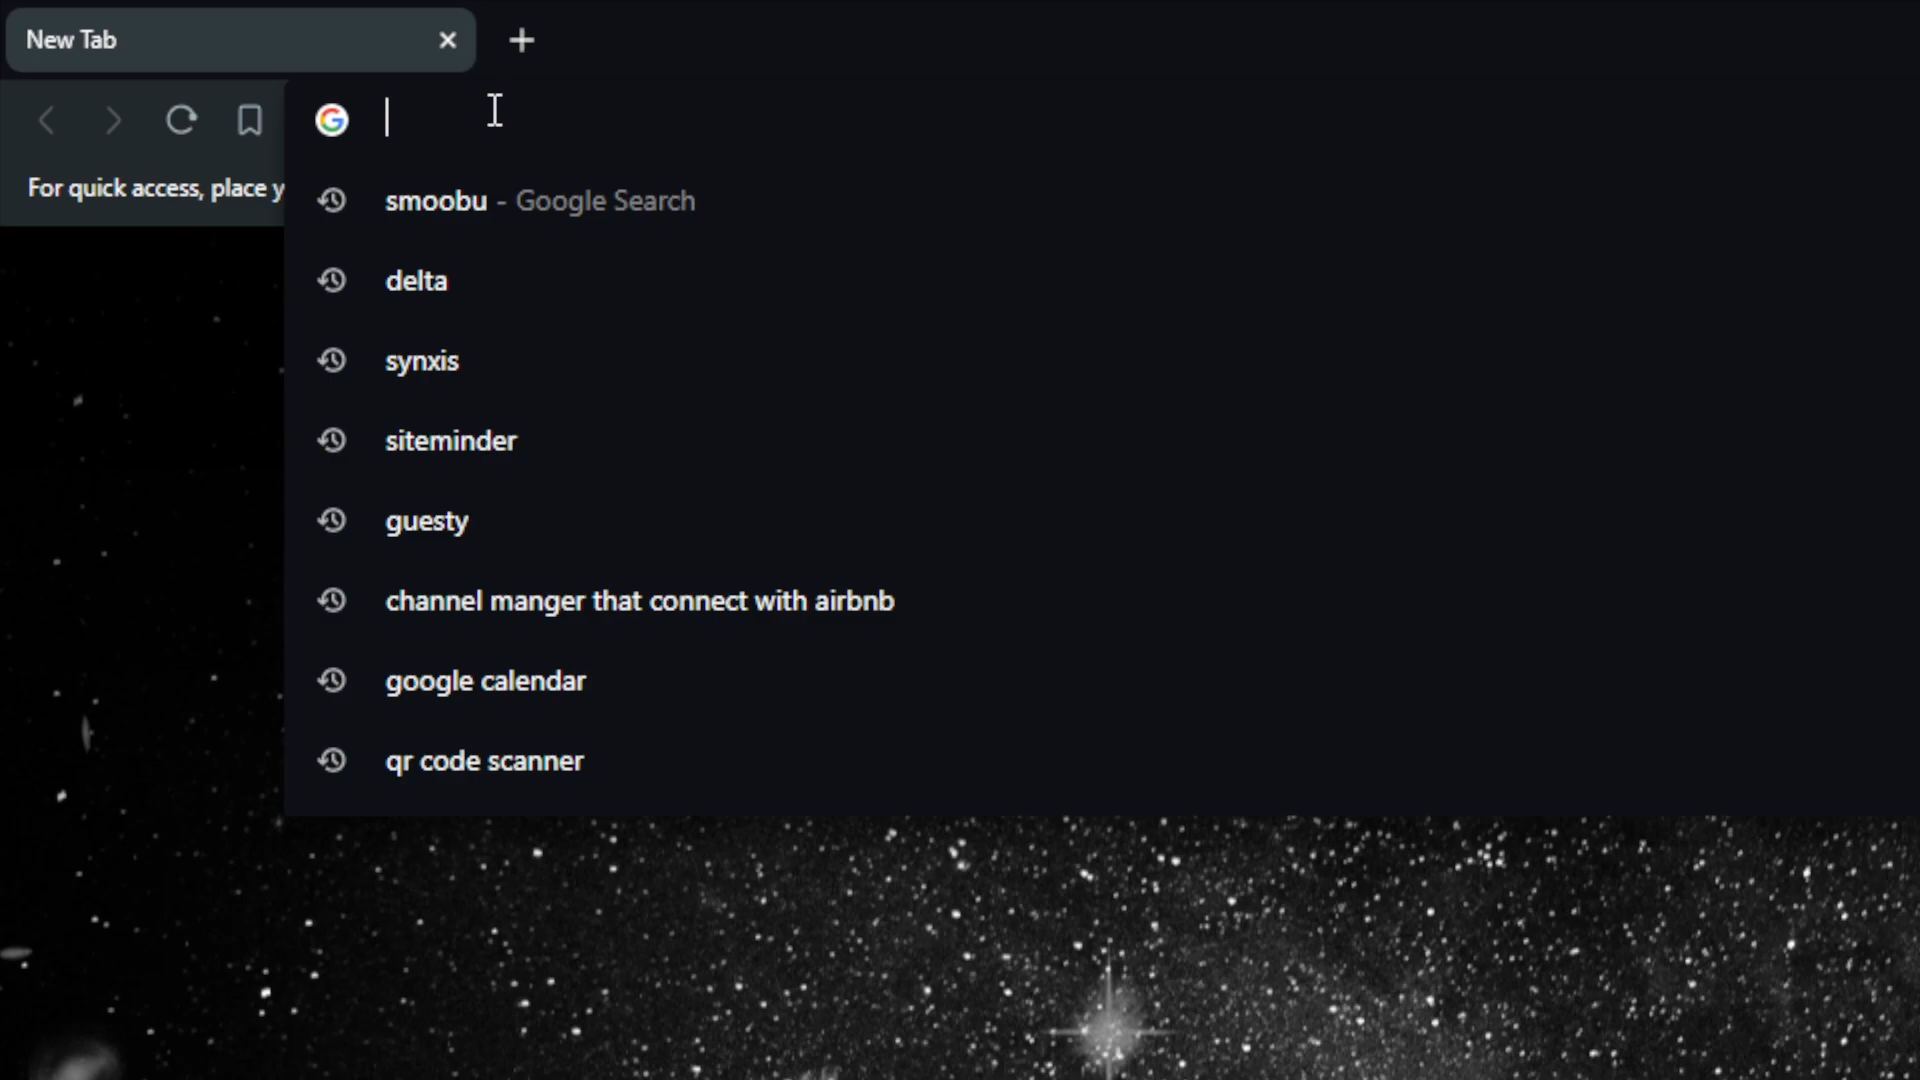 New Tab
For quick access, place y
smoobu - Google Search
delta
synxis
siteminder
guesty
channel manger that connect with airbnb
google calendar
qr code scanner